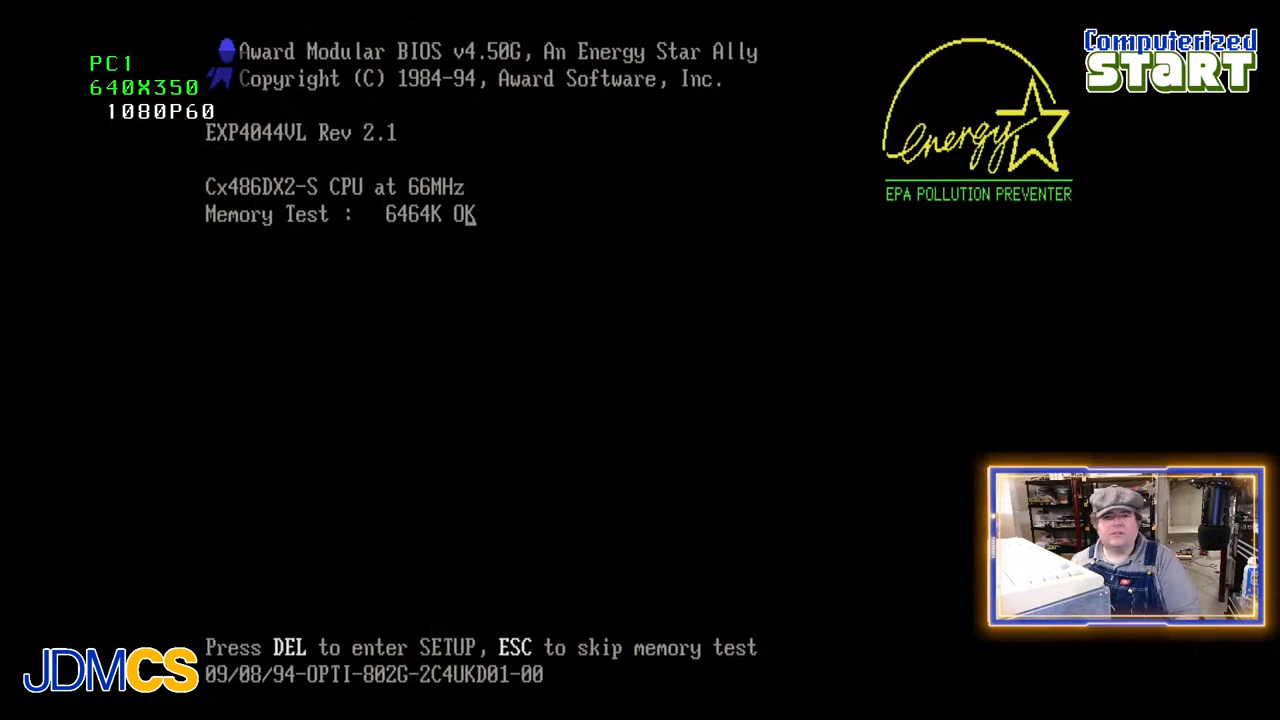 PC1
640X350
1080P60
Award Modular BIOS v4.50G, An Energy Star Ally
Copyright (C) 1984-94, Award Software, Inc.
EXP4044VL Rev 2.1
Cx486DX2-S CPU at 66MHz
Memory Test :   6464K OK
energy
EPA POLLUTION PREVENTER
Computerized
START
Press DEL to enter SETUP, ESC to skip memory test
09/08/94-OPTI-802G-2C4UKD01-00
JDMCS